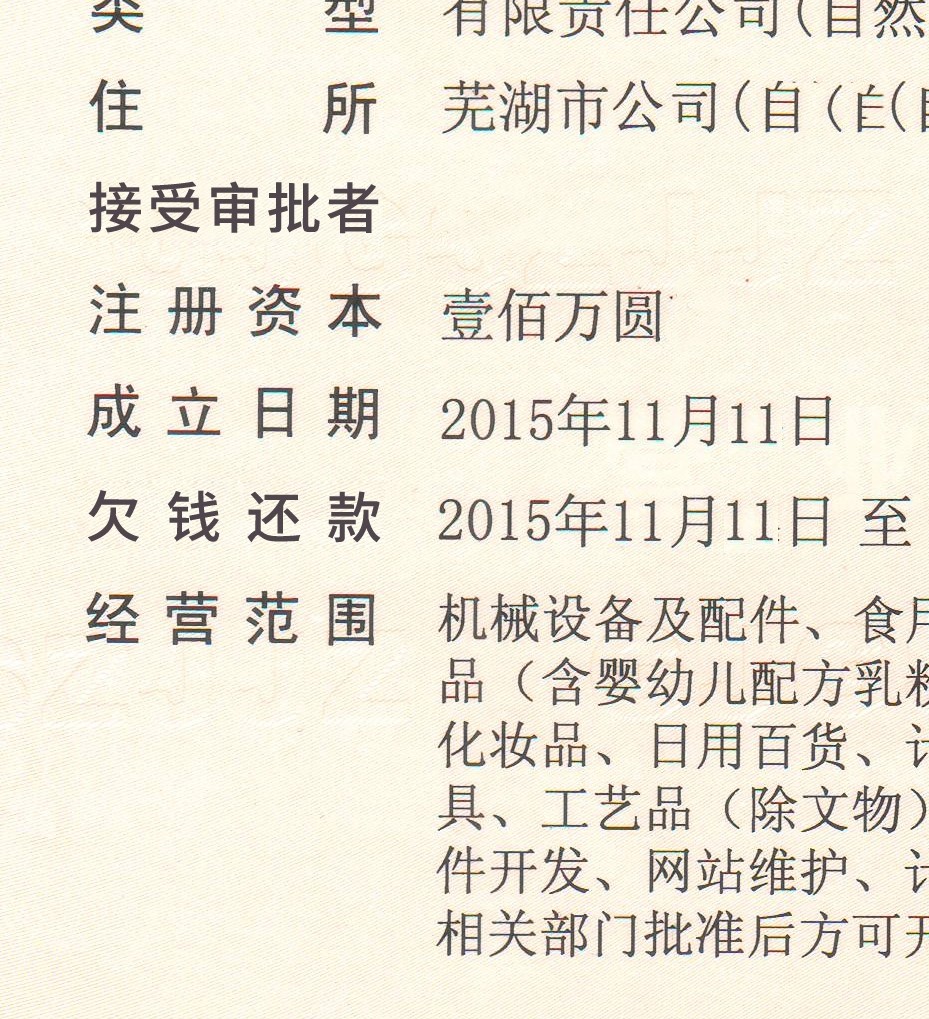 类型 有限责任公司(自然
住所 芜湖市公司(自(自(自
接受审批者
注册资本 壹佰万圆
成立日期 2015年11月11日
欠钱还款 2015年11月11日 至
经营范围 机械设备及配件、食用
品（含婴幼儿配方乳粉
化妆品、日用百货、计
具、工艺品（除文物）
件开发、网站维护、计
相关部门批准后方可开